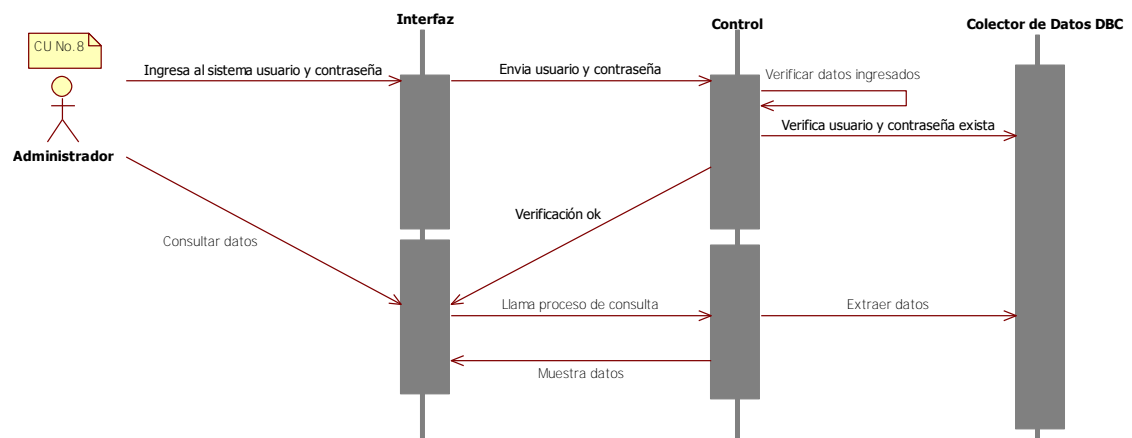 Interfaz
Control
Colector de Datos DBC
CU No.8
Ingresa al sistema usuario y contraseña
Envia usuario y contraseña
Verificar datos ingresados
Verifica usuario y contraseña exista
Administrador
Verificación ok
Consultar datos
Llama proceso de consulta
Extraer datos
Muestra datos